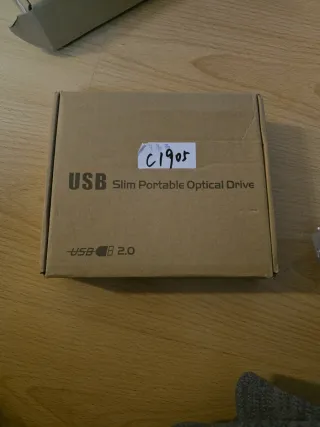 C1905
USB Slim Portable Optical Drive
USB 2.0